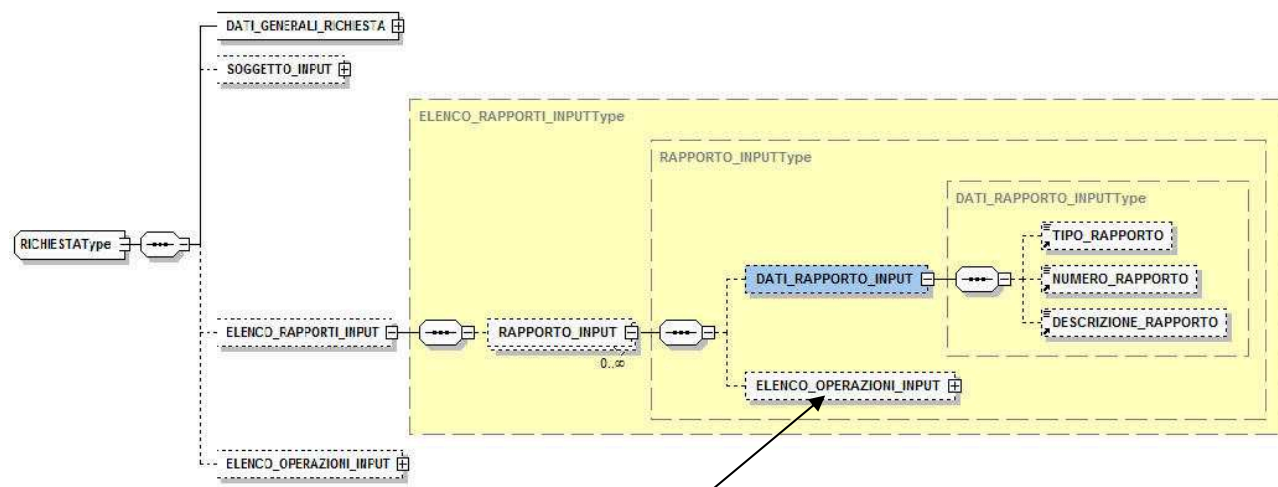 DATI_GENERALI_RICHIESTA
SOGGETTO_INPUT
ELENCO_RAPPORTI_INPUTType
RAPPORTO_INPUTType
DATI_RAPPORTO_INPUTType
TIPO_RAPPORTO
RICHIESTAType
DATI_RAPPORTO_INPUT
NUMERO_RAPPORTO
DESCRIZIONE_RAPPORTO
ELENCO_RAPPORTI_INPUT
RAPPORTO_INPUT
0..∞
ELENCO_OPERAZIONI_INPUT
ELENCO_OPERAZIONI_INPUT